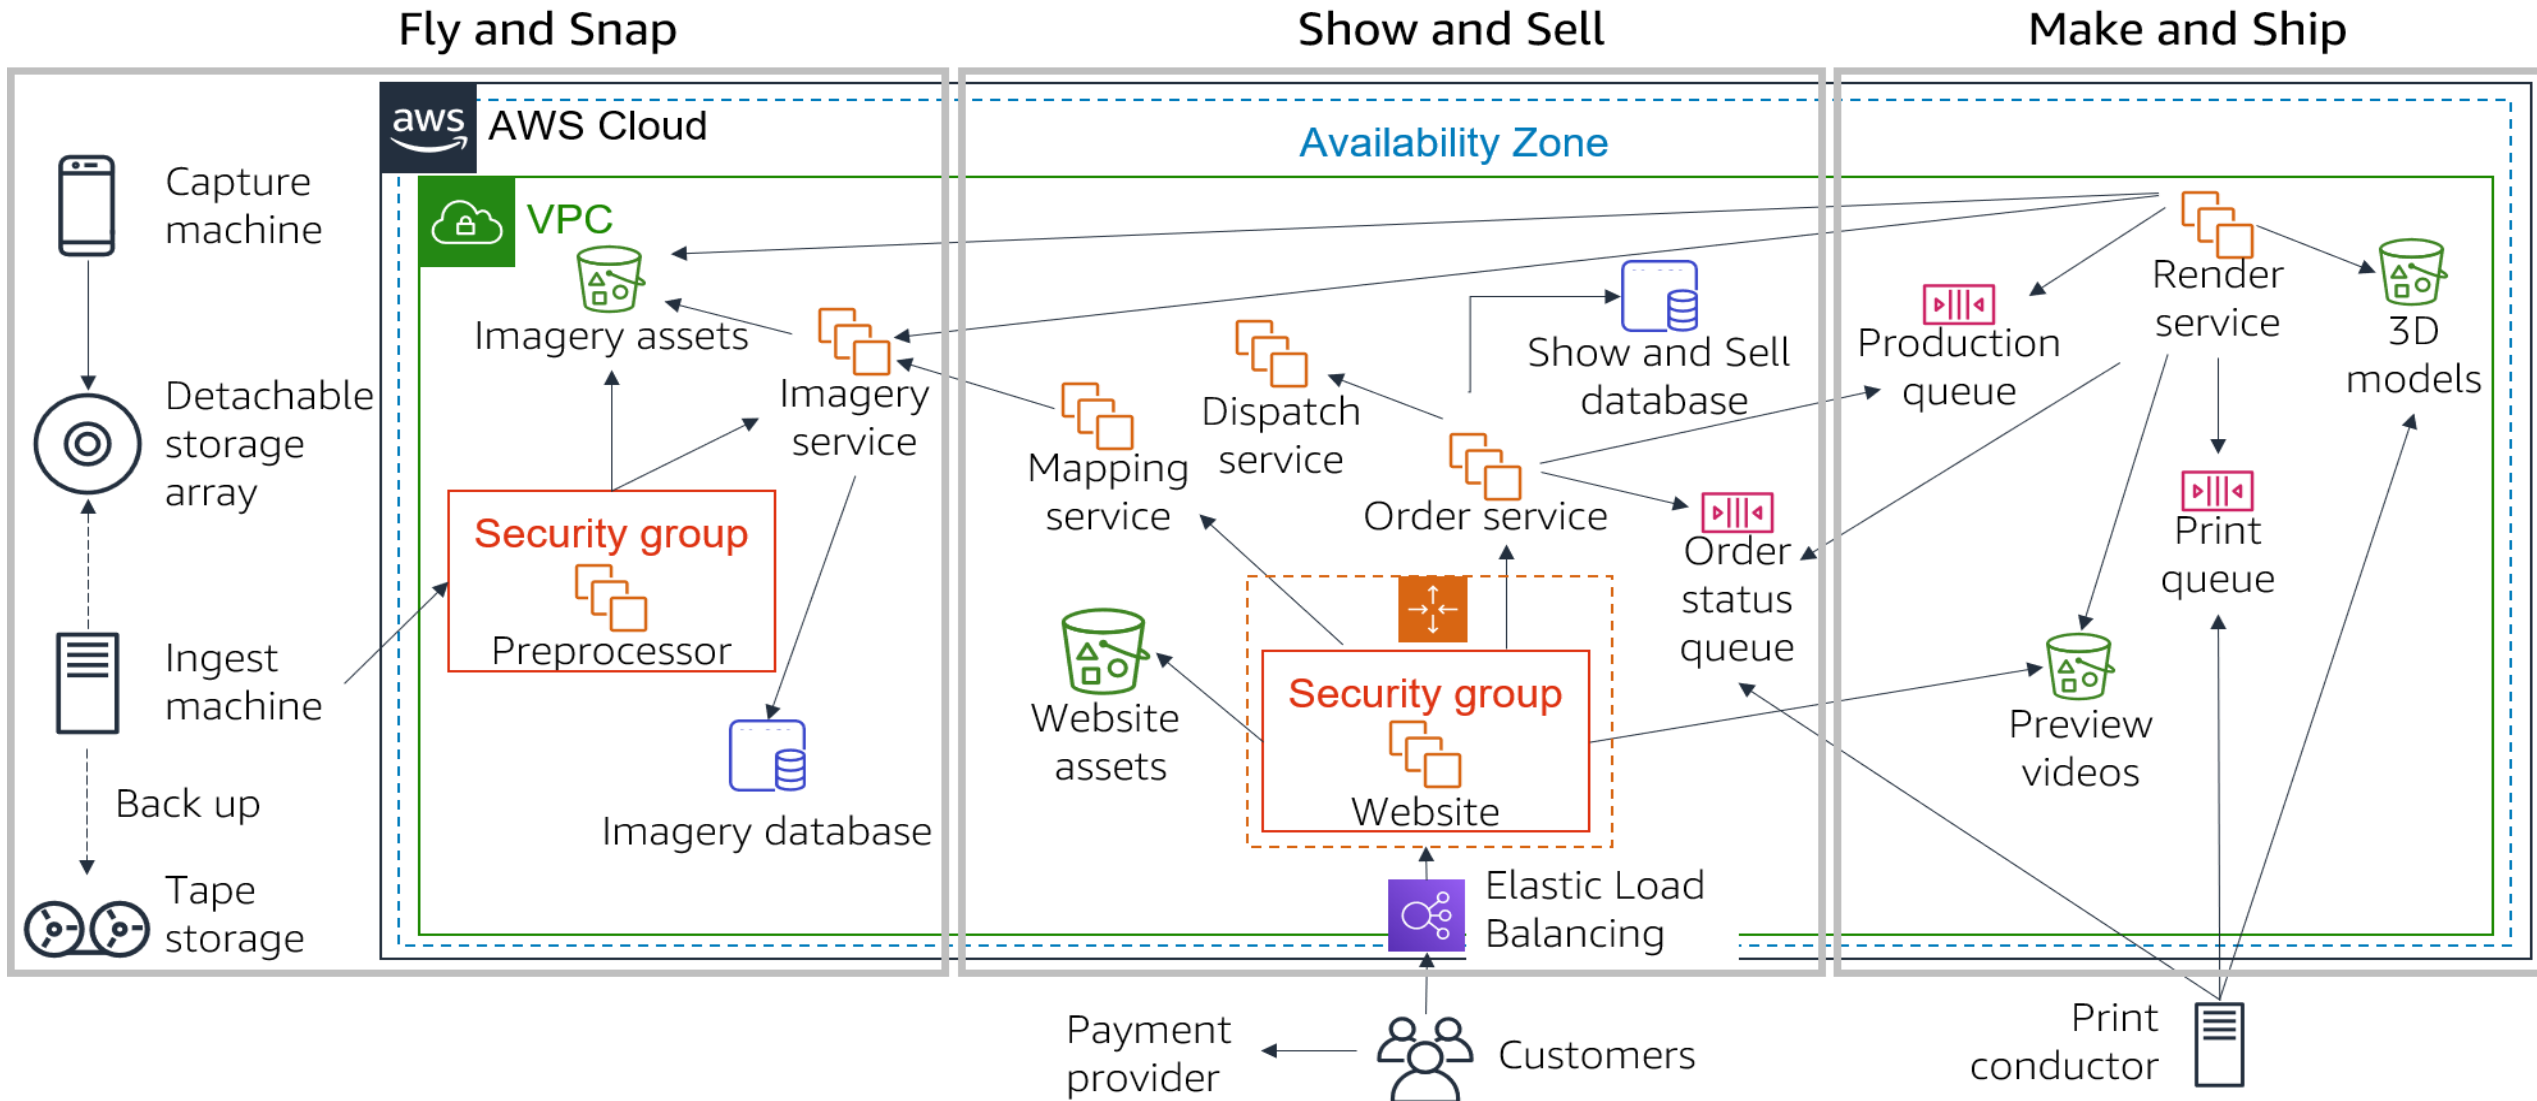 Fly and Snap
Show and Sell
Make and Ship
aws
AWS Cloud
Availability Zone
VPC
Capture
machine
Detachable
storage
array
Ingest
machine
Back up
Tape
storage
Imagery assets
Imagery
service
Security group
Preprocessor
Imagery database
Mapping
service
Dispatch
service
Show and Sell
database
Order service
Order
status
queue
Website
assets
Security group
Website
Elastic Load
Balancing
Payment
provider
Customers
Production
queue
Render
service
3D
models
Print
queue
Preview
videos
Print
conductor